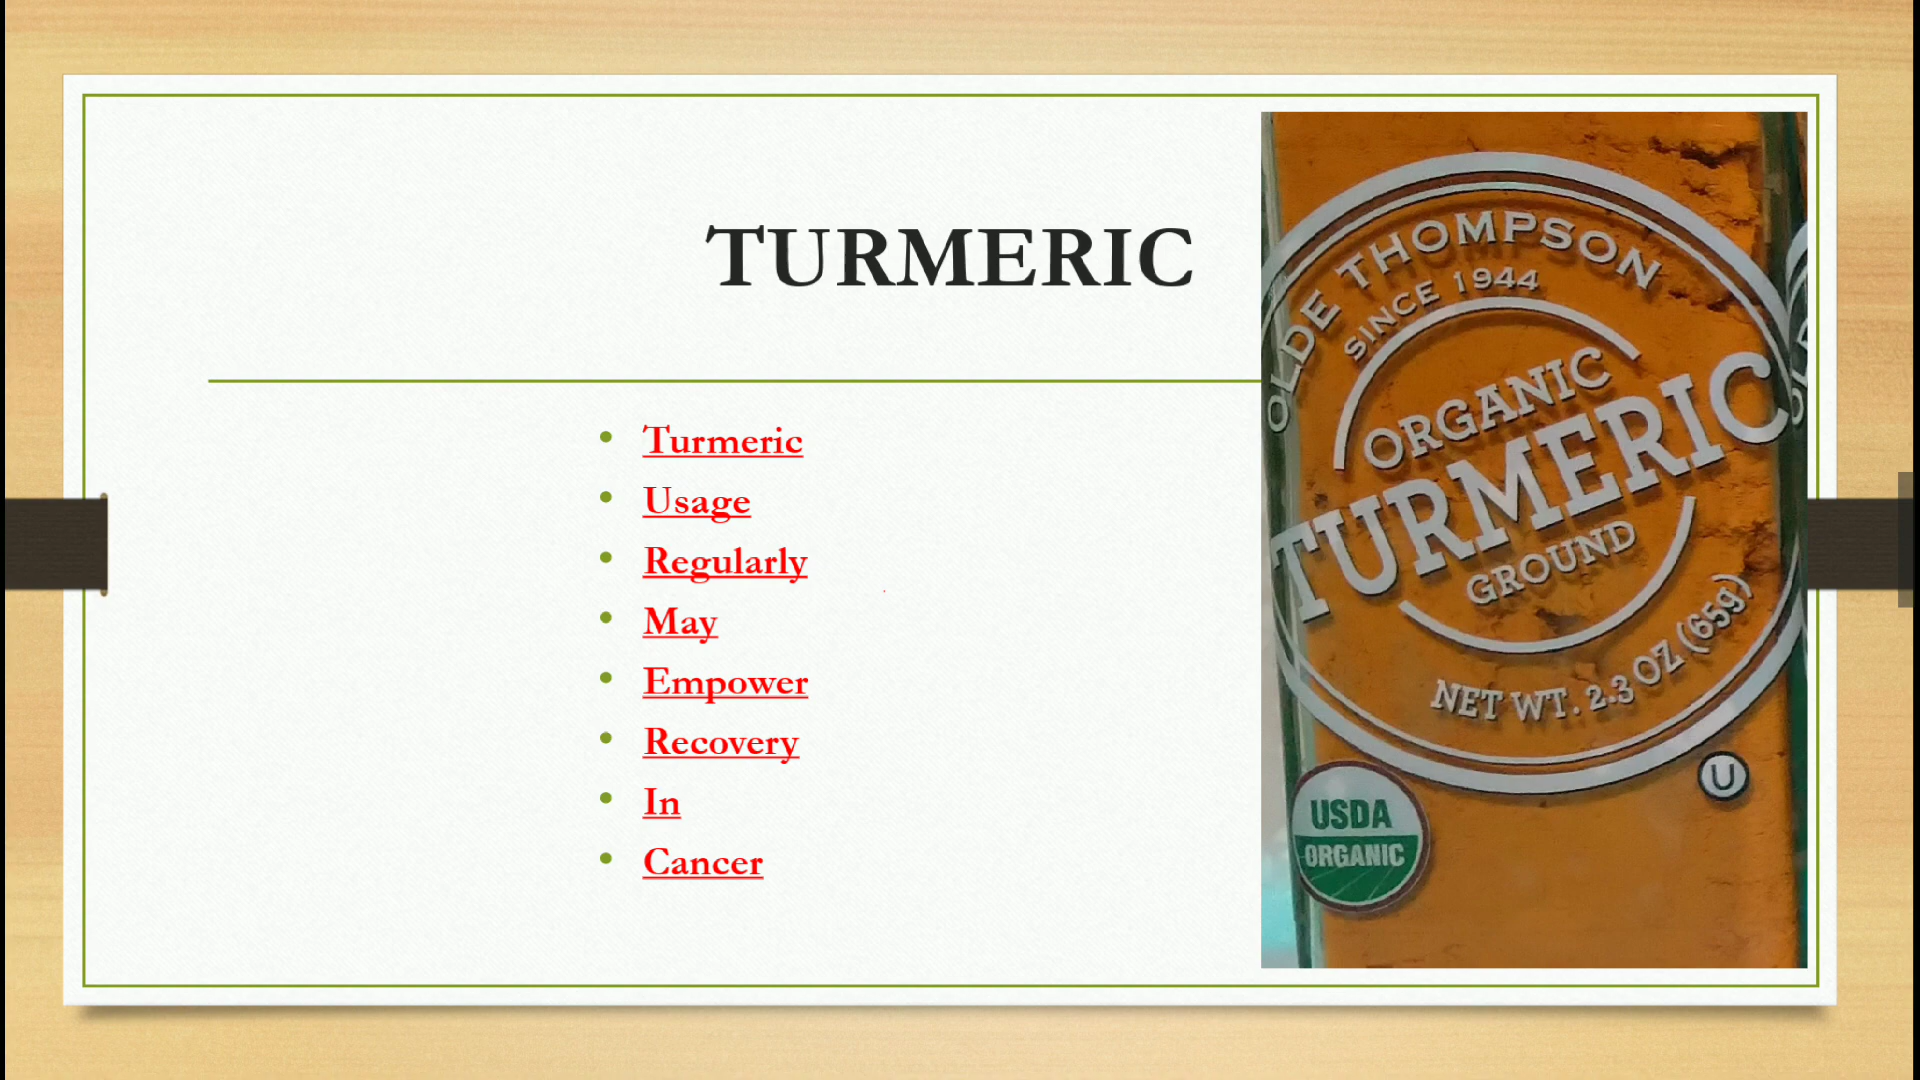 TURMERIC
Turmeric
Usage
Regularly
May
Empower
Recovery
In
Cancer
OLDE THOMPSON
SINCE 1944
ORGANIC
TURMERIC
GROUND
NET WT. 2.3 OZ (65g)
U
USDA
ORGANIC